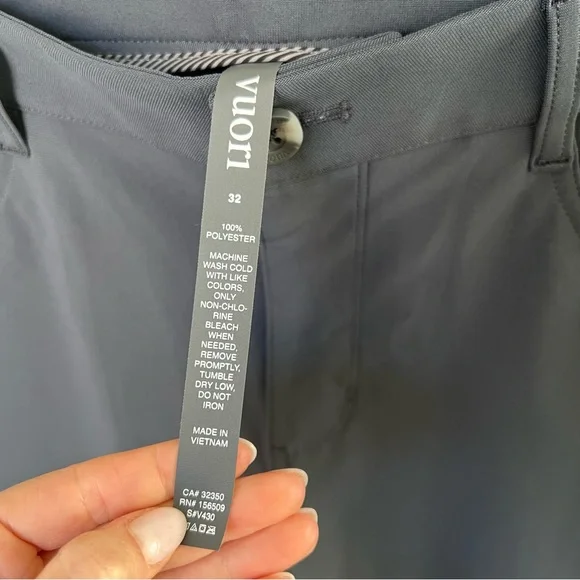 vuori
32
100%
POLYESTER
MACHINE
WASH COLD
WITH LIKE
COLORS,
ONLY
NON-CHLO-
RINE
BLEACH
WHEN
NEEDED,
REMOVE
PROMPTLY,
TUMBLE
DRY LOW,
DO NOT
IRON
MADE IN
VIETNAM
CA# 32350
RN# 156509
S#V430